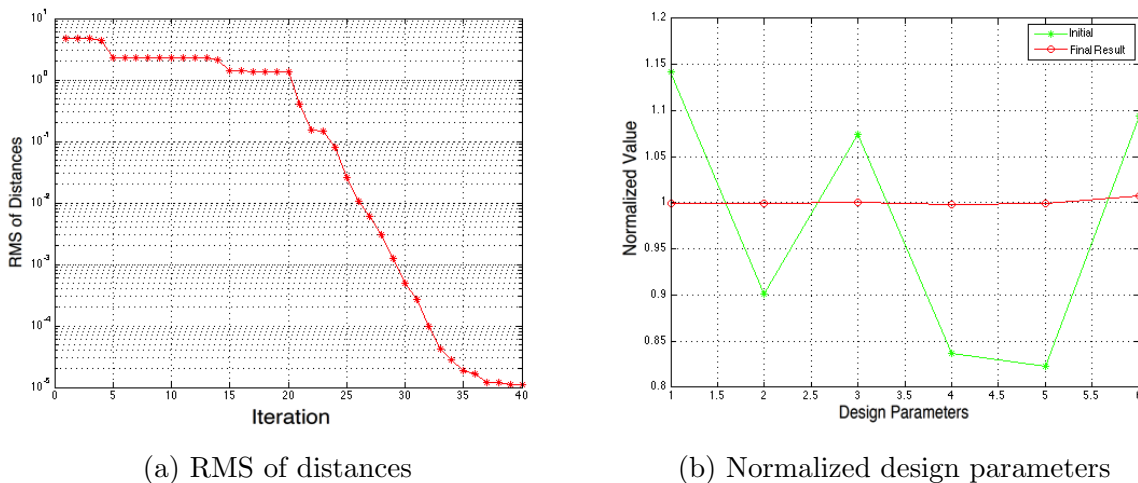 10^1
10^0
10^-1
10^-2
10^-3
10^-4
10^-5
RMS of Distances
0 5 10 15 20 25 30 35 40
Iteration
(a) RMS of distances
1.2
1.15
1.1
1.05
1
0.95
0.9
0.85
0.8
Normalized Value
Initial
Final Result
1 1.5 2 2.5 3 3.5 4 4.5 5 5.5 6
Design Parameters
(b) Normalized design parameters